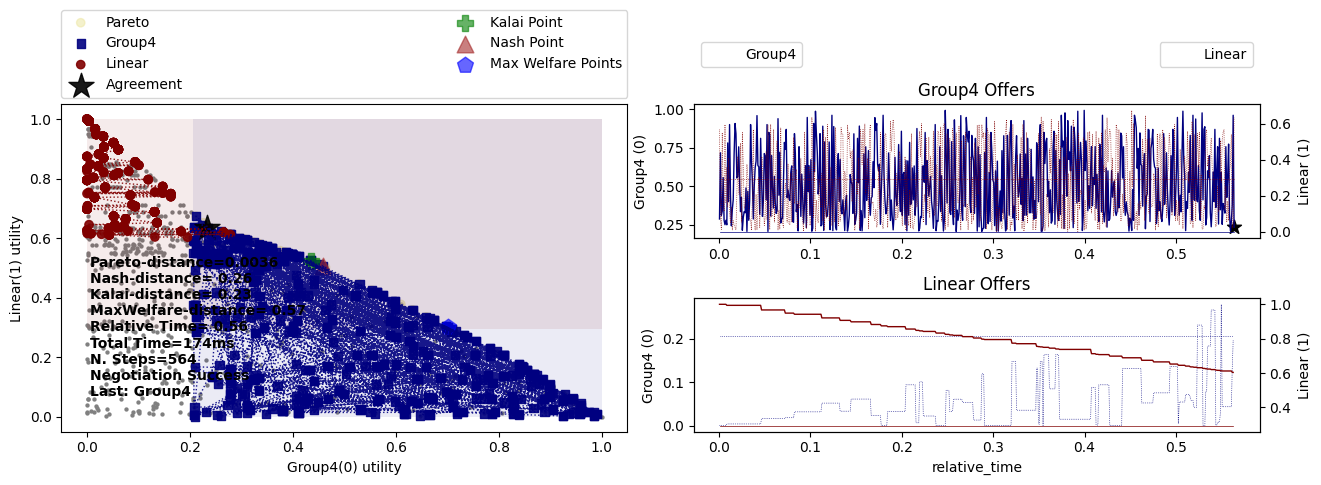 Pareto
Group4
Linear
Agreement
Kalai Point
Nash Point
Max Welfare Points
Group4
Linear
1.0
0.8
0.6
0.4
0.2
0.0
Linear(1) utility
Pareto-distance=0.0036
Nash-distance= 0.26
Kalai-distance=
MaxWelfare-distance= 0.57
Relative Time= 0.56
Total Time=174ms
N. Steps=564
Negotiation Success
Last: Group4
0.0 0.2 0.4 0.6 0.8 1.0
Group4(0) utility
Group4 Offers
1.00
0.75
0.50
0.25
Group4 (0)
0.6
0.4
0.2
0.0
Linear (1)
0.0 0.1 0.2 0.3 0.4 0.5
Linear Offers
0.2
0.1
0.0
Group4 (0)
1.0
0.8
0.6
0.4
Linear (1)
0.0 0.1 0.2 0.3 0.4 0.5
relative_time